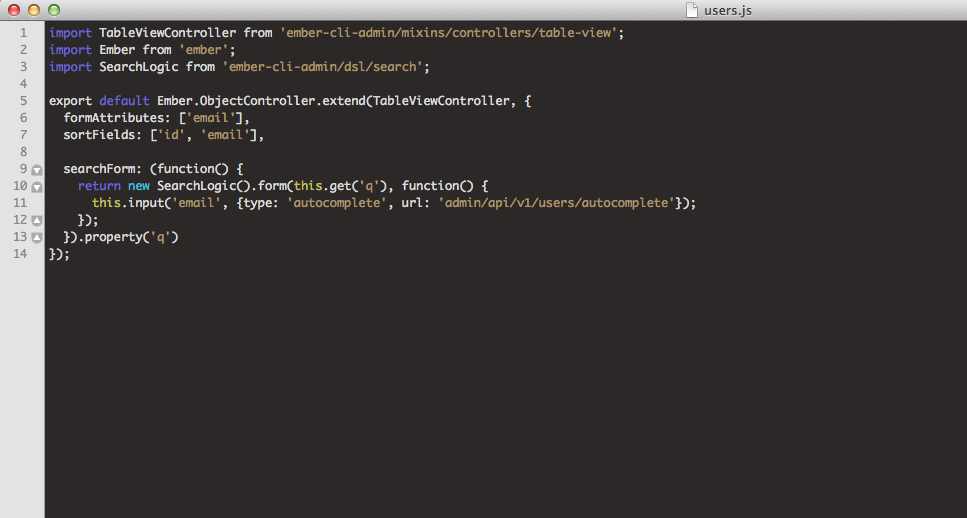 users.js
1 import TableViewController from 'ember-cli-admin/mixins/controllers/table-view';
2 import Ember from 'ember';
3 import SearchLogic from 'ember-cli-admin/dsl/search';
4
5 export default Ember.ObjectController.extend(TableViewController, {
6   formAttributes: ['email'],
7   sortFields: ['id', 'email'],
8
9   searchForm: (function() {
10     return new SearchLogic().form(this.get('q'), function() {
11       this.input('email', {type: 'autocomplete', url: 'admin/api/v1/users/autocomplete'});
12     });
13   }).property('q')
14 });